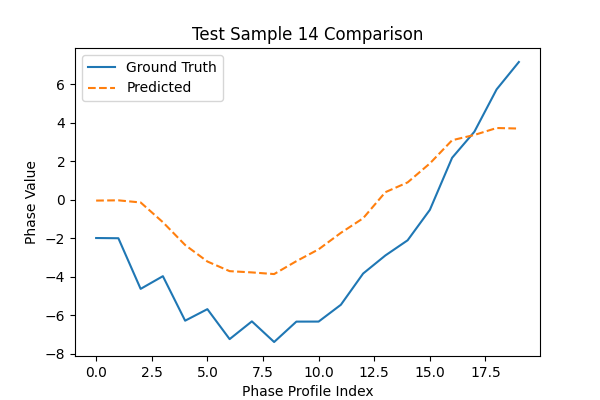 Test Sample 14 Comparison
Ground Truth
Predicted
Phase Value
6
4
2
0
−2
−4
−6
−8
0.0 2.5 5.0 7.5 10.0 12.5 15.0 17.5
Phase Profile Index